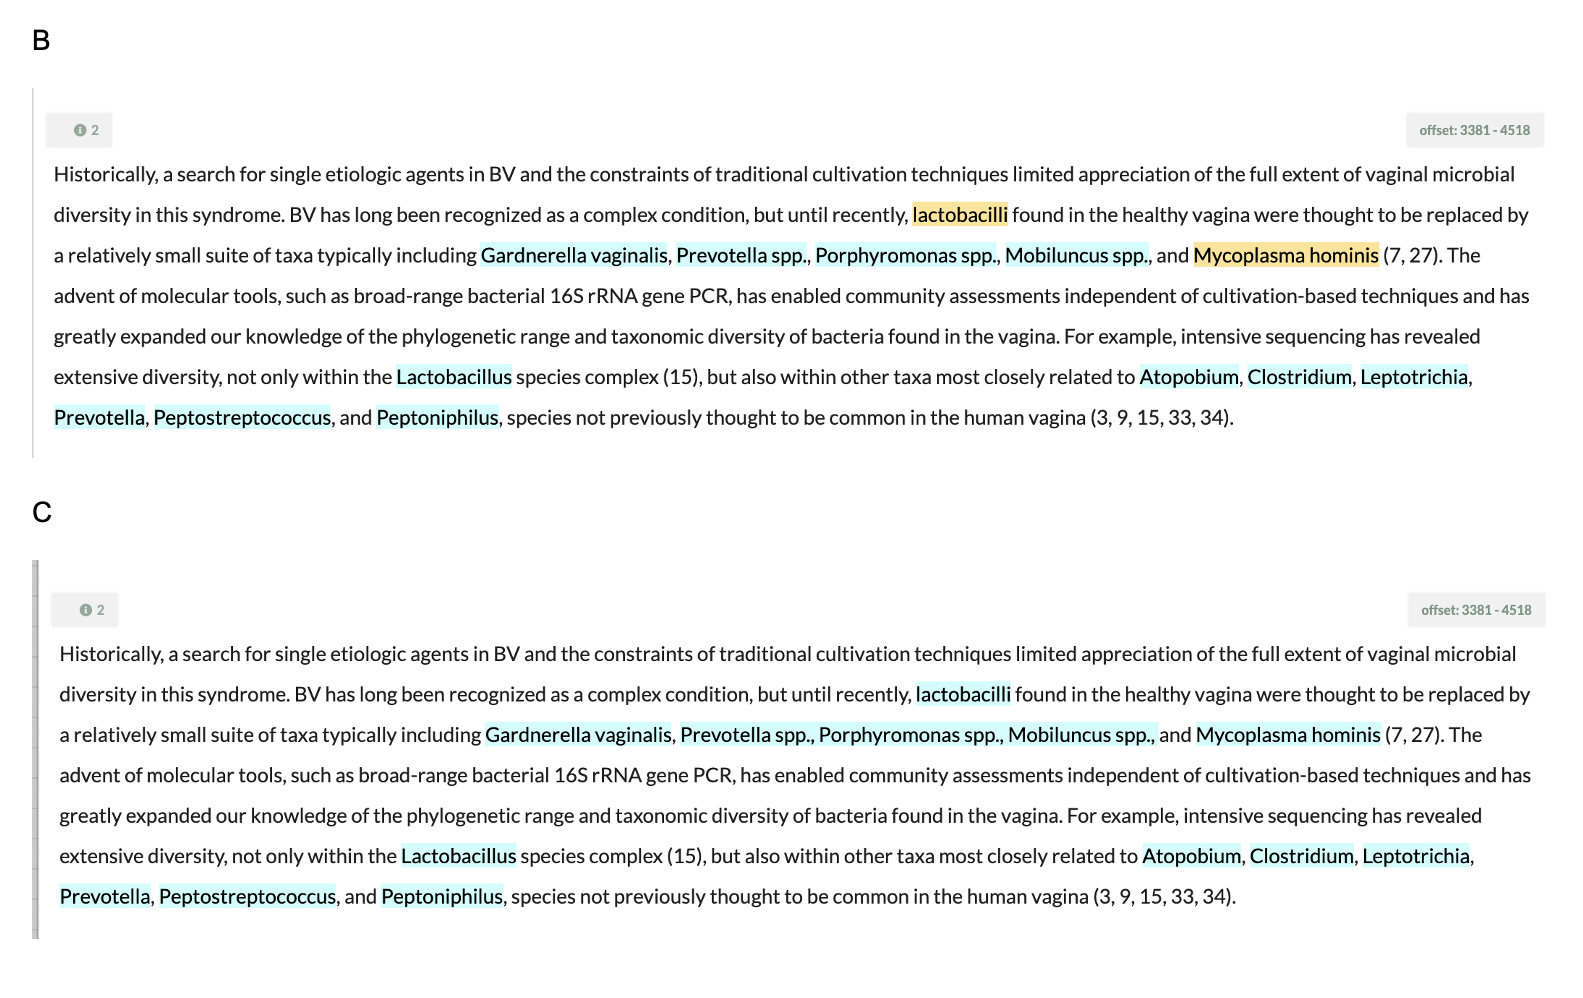 B
2
offset: 3381 - 4518
Historically, a search for single etiologic agents in BV and the constraints of traditional cultivation techniques limited appreciation of the full extent of vaginal microbial
diversity in this syndrome. BV has long been recognized as a complex condition, but until recently, lactobacilli found in the healthy vagina were thought to be replaced by
a relatively small suite of taxa typically including Gardnerella vaginalis, Prevotella spp., Porphyromonas spp., Mobiluncus spp., and Mycoplasma hominis (7, 27). The
advent of molecular tools, such as broad-range bacterial 16S rRNA gene PCR, has enabled community assessments independent of cultivation-based techniques and has
greatly expanded our knowledge of the phylogenetic range and taxonomic diversity of bacteria found in the vagina. For example, intensive sequencing has revealed
extensive diversity, not only within the Lactobacillus species complex (15), but also within other taxa most closely related to Atopobium, Clostridium, Leptotrichia,
Prevotella, Peptostreptococcus, and Peptoniphilus, species not previously thought to be common in the human vagina (3, 9, 15, 33, 34).
C
2
offset: 3381 - 4518
Historically, a search for single etiologic agents in BV and the constraints of traditional cultivation techniques limited appreciation of the full extent of vaginal microbial
diversity in this syndrome. BV has long been recognized as a complex condition, but until recently, lactobacilli found in the healthy vagina were thought to be replaced by
a relatively small suite of taxa typically including Gardnerella vaginalis, Prevotella spp., Porphyromonas spp., Mobiluncus spp., and Mycoplasma hominis (7, 27). The
advent of molecular tools, such as broad-range bacterial 16S rRNA gene PCR, has enabled community assessments independent of cultivation-based techniques and has
greatly expanded our knowledge of the phylogenetic range and taxonomic diversity of bacteria found in the vagina. For example, intensive sequencing has revealed
extensive diversity, not only within the Lactobacillus species complex (15), but also within other taxa most closely related to Atopobium, Clostridium, Leptotrichia,
Prevotella, Peptostreptococcus, and Peptoniphilus, species not previously thought to be common in the human vagina (3, 9, 15, 33, 34).